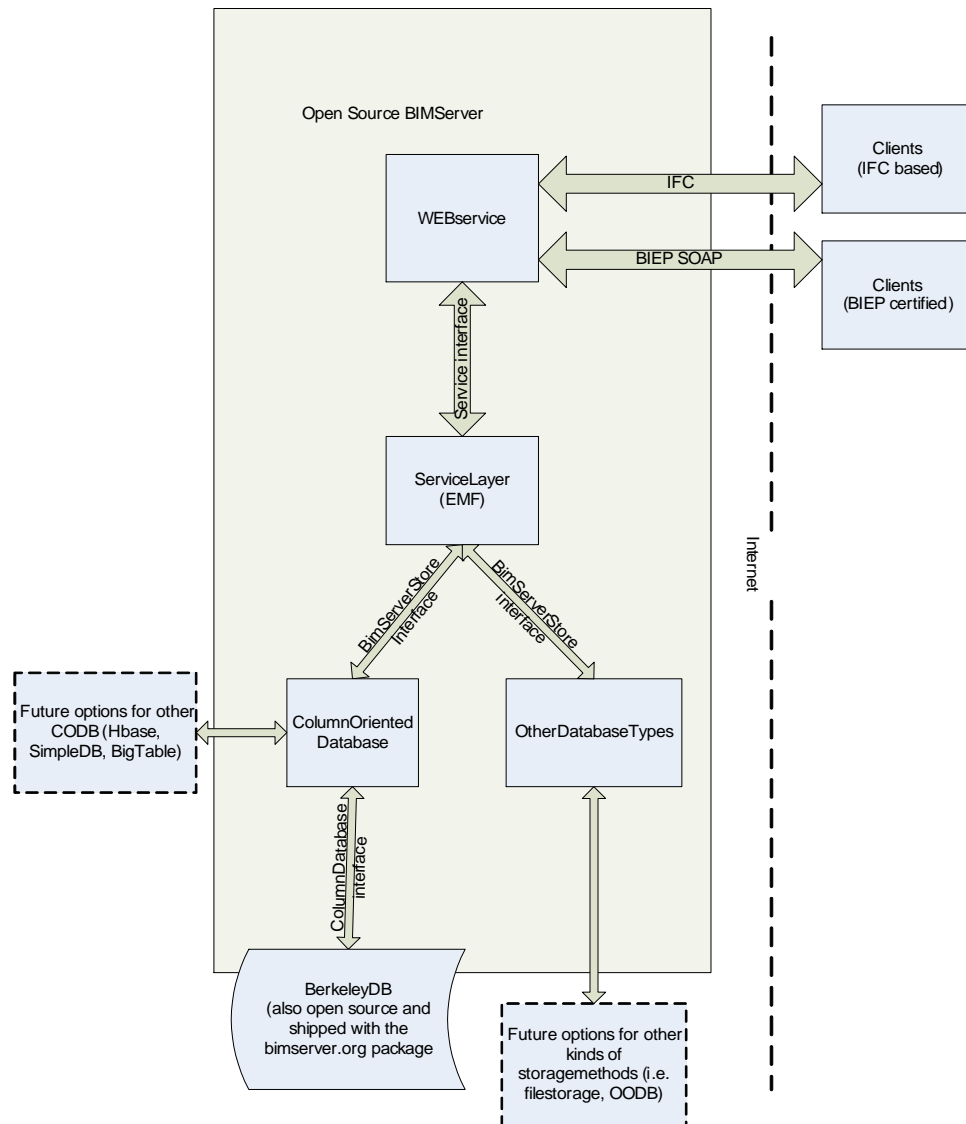 Open Source BIMServer
WEBservice
IFC
BIEP SOAP
Clients
(IFC based)
Clients
(BIEP certified)
Service interface
ServiceLayer
(EMF)
Internet
BimServerStore
Interface
BimServerStore
Interface
Future options for other
CODB (Hbase,
SimpleDB, BigTable)
ColumnOriented
Database
OtherDatabaseTypes
ColumnDatabase
interface
BerkeleyDB
(also open source and
shipped with the
bimserver.org package
Future options for other
kinds of
storagemethods (i.e.
filestorage, OODB)